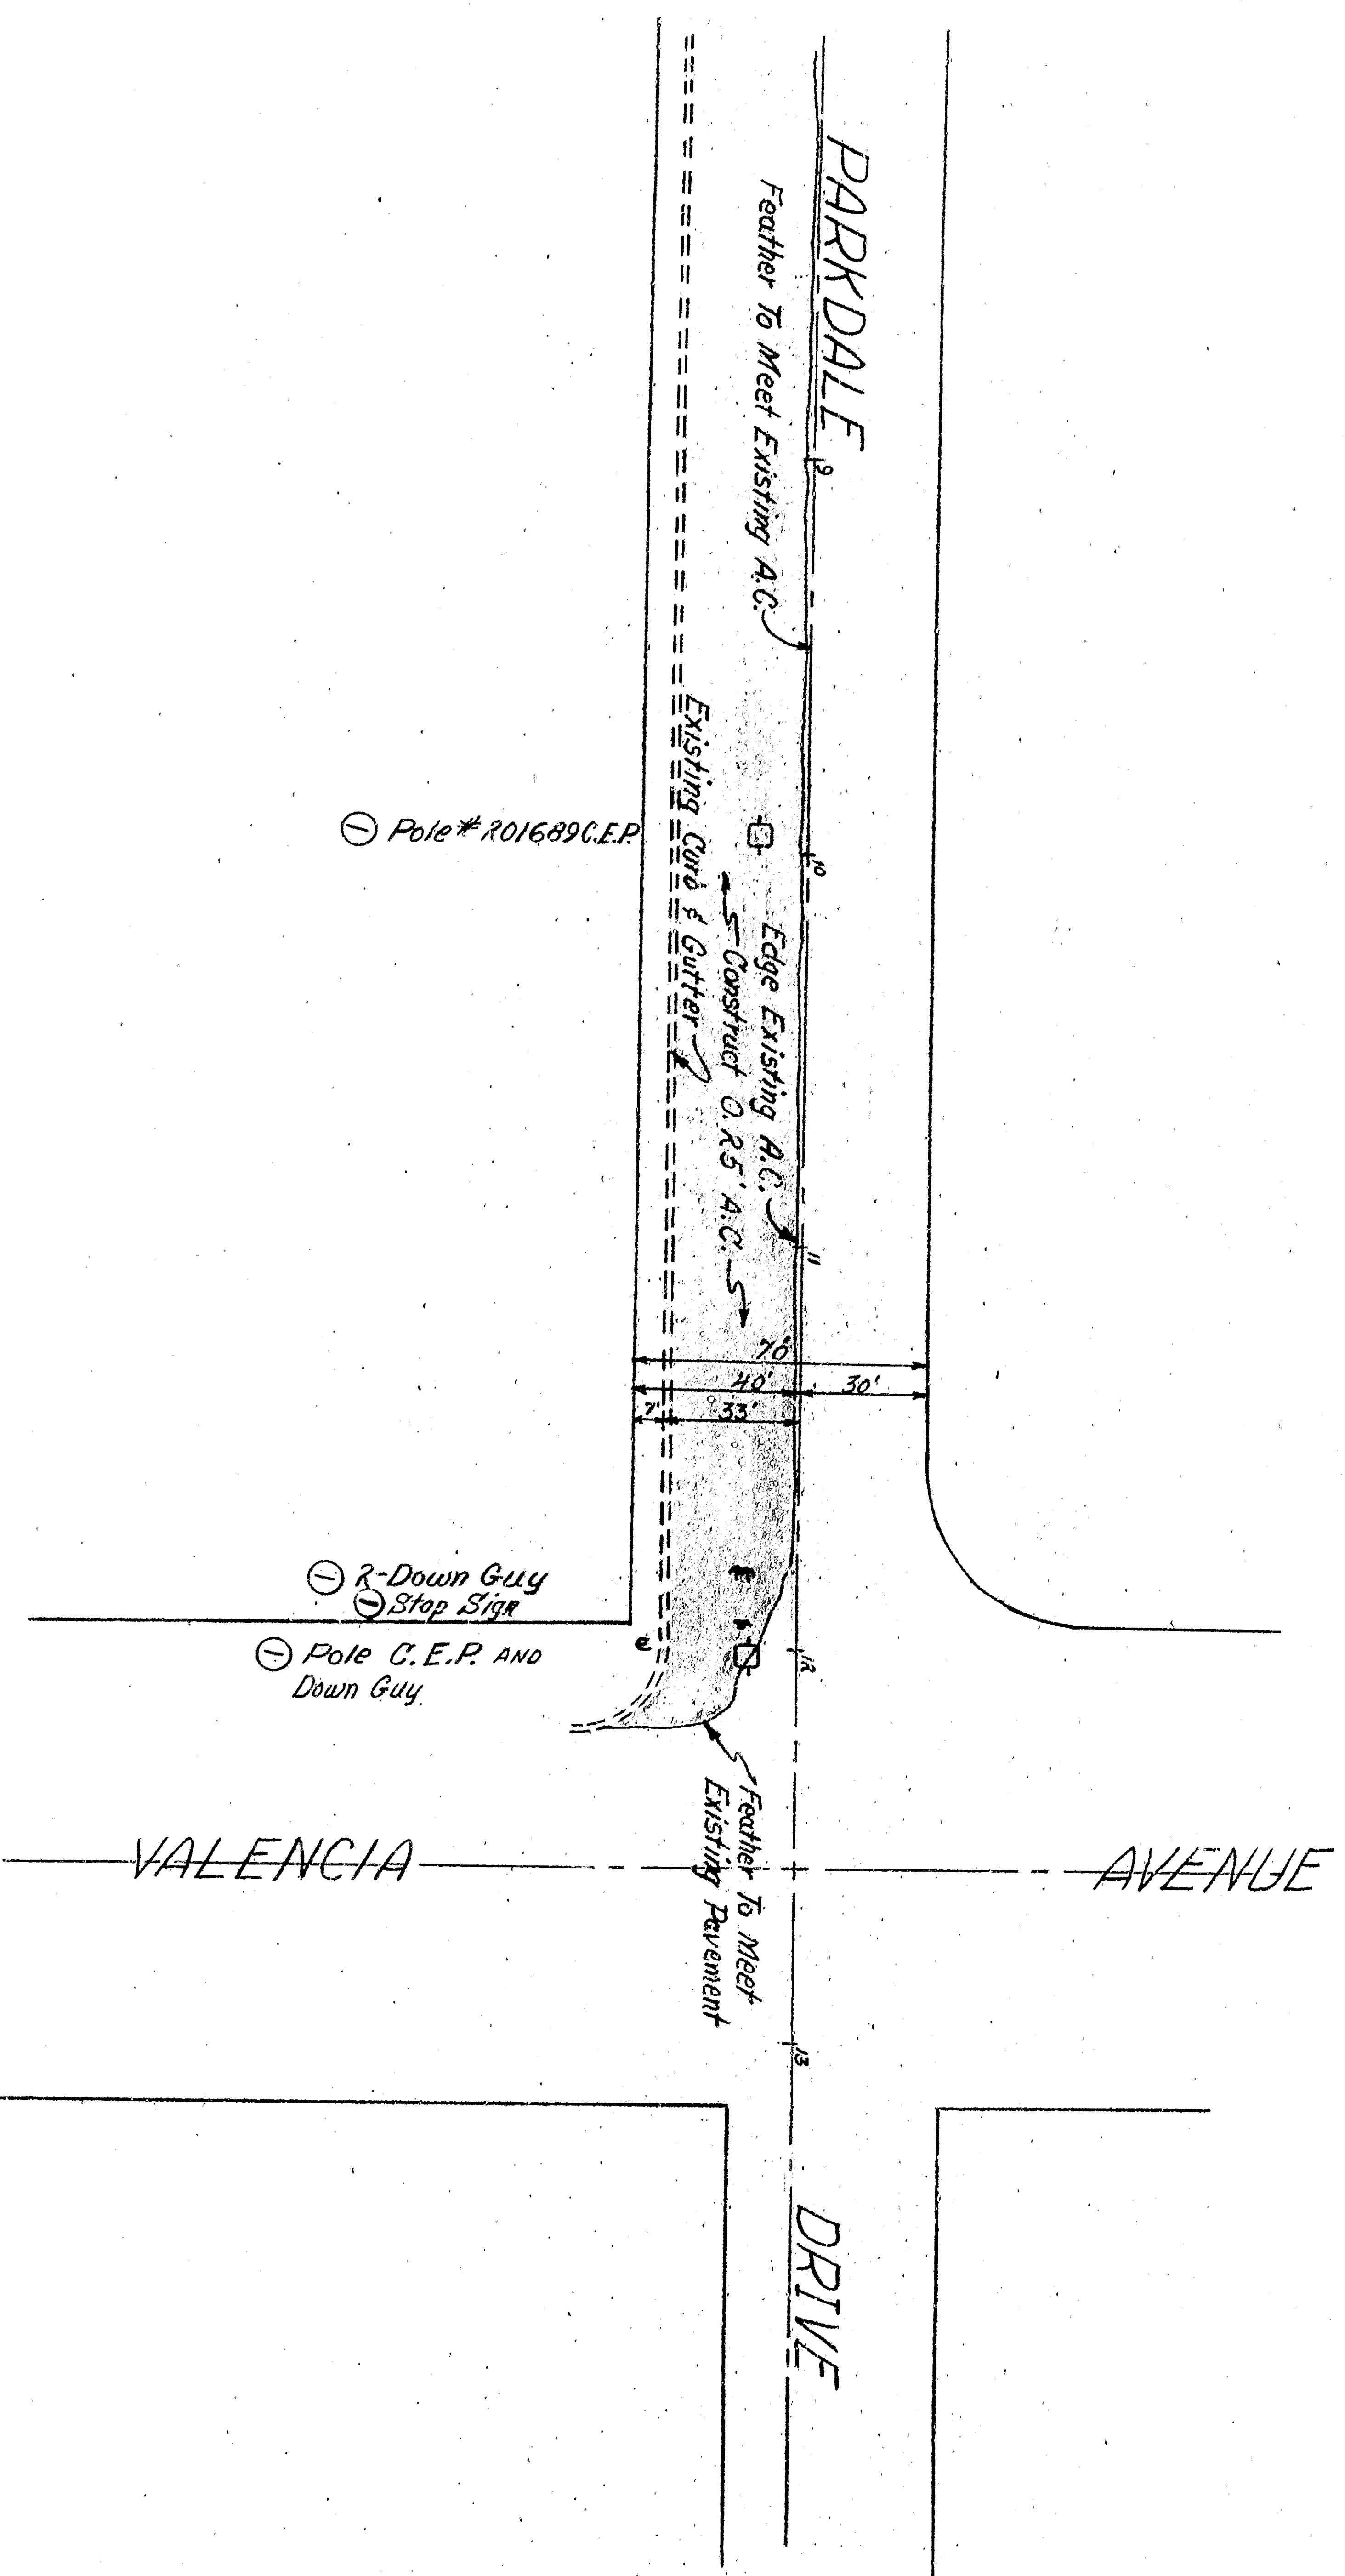 PARKDALE
Feather To Meet Existing A.C.
9
Existing Curb & Gutter
Pole # 201689 C.E.P.
10
Edge Existing A.C.
Construct 0.25' A.C.
11
70'
40'
30'
7'
33'
2-Down Guy
Stop Sign
Pole C.E.P. AND
Down Guy
12
Feather To Meet
Existing Pavement
VALENCIA
AVENUE
13
DRIVE